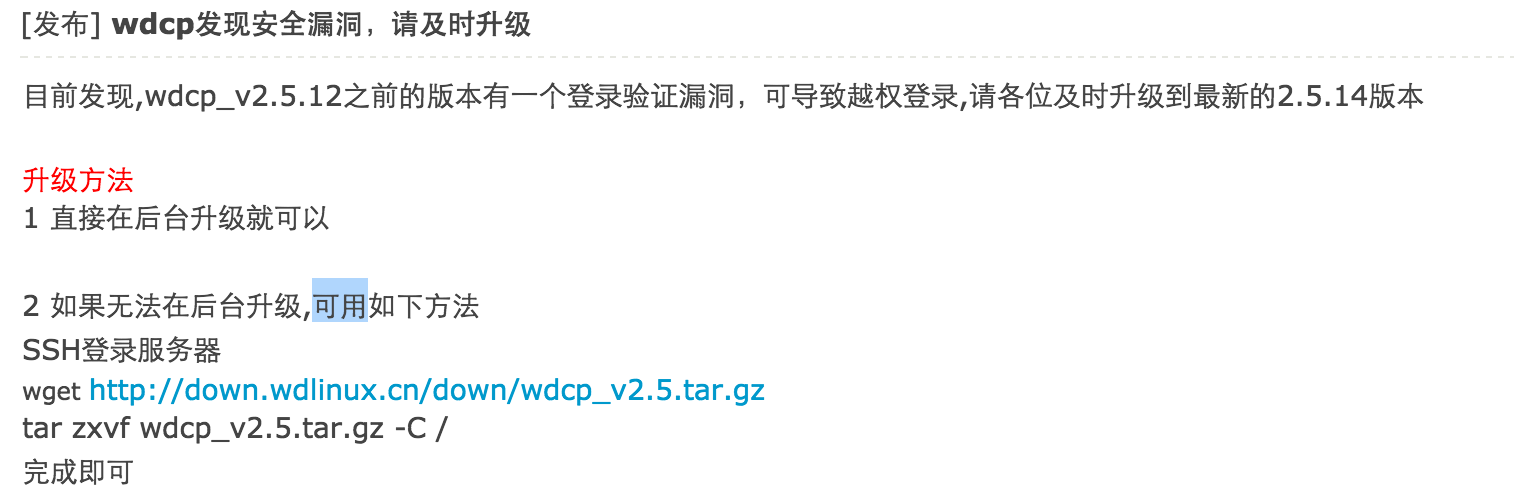 [发布] wdcp发现安全漏洞，请及时升级
目前发现,wdcp_v2.5.12之前的版本有一个登录验证漏洞，可导致越权登录,请各位及时升级到最新的2.5.14版本
升级方法
1 直接在后台升级就可以
2 如果无法在后台升级,可用如下方法
SSH登录服务器
wget http://down.wdlinux.cn/down/wdcp_v2.5.tar.gz
tar zxvf wdcp_v2.5.tar.gz -C /
完成即可